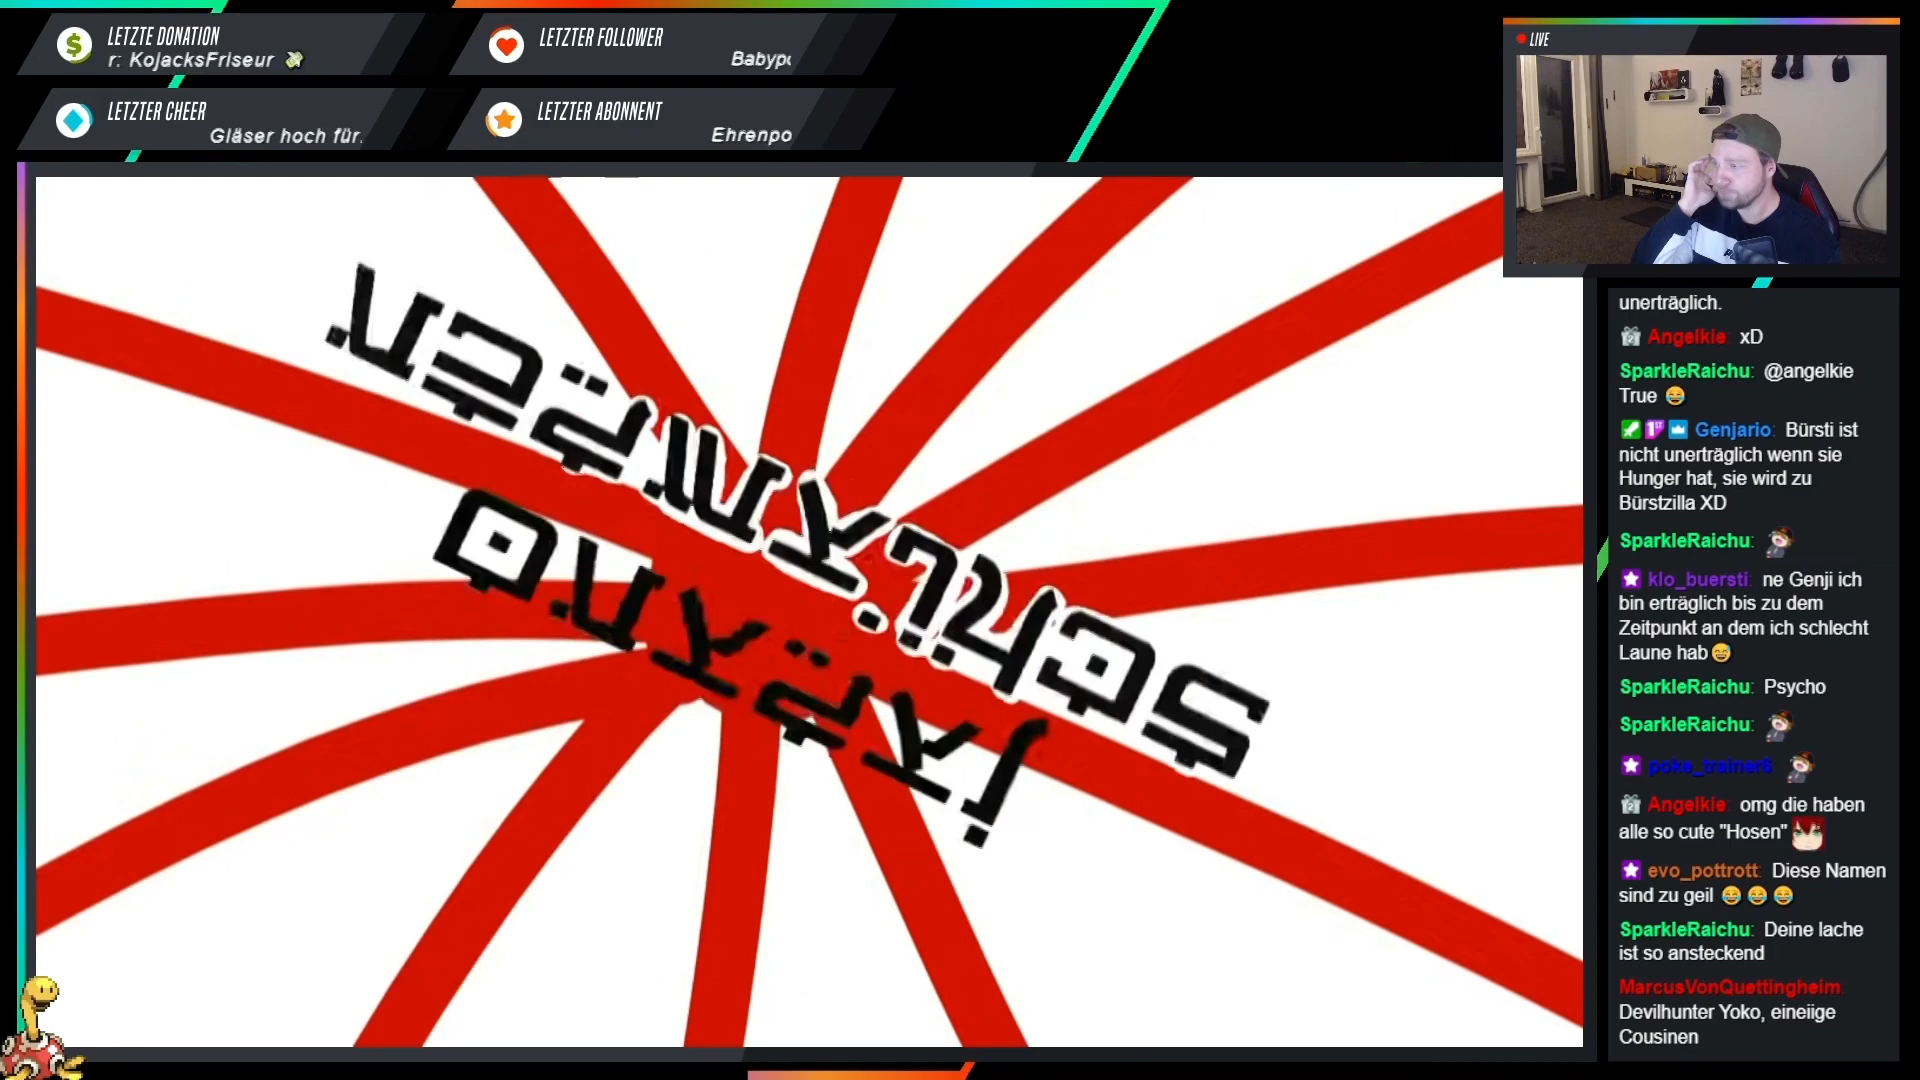 LETZTE DONATION
r: KojacksFriseur
LETZTER FOLLOWER
Babypo
LETZTER CHEER
Gläser hoch für
LETZTER ABONNENT
Ehrenpo
LIVE
unerträglich.
Angelkie: xD
SparkleRaichu: @angelkie
True 😂
Genjario: Bürsti ist
nicht unerträglich wenn sie
Hunger hat, sie wird zu
Bürstzilla XD
SparkleRaichu:
klo_buersti: ne Genji ich
bin erträglich bis zu dem
Zeitpunkt an dem ich schlecht
Laune hab😅
SparkleRaichu: Psycho
SparkleRaichu:
poke_trainer6
Angelkie: omg die haben
alle so cute "Hosen"
evo_pottrott: Diese Namen
sind zu geil 😂 😂 😂
SparkleRaichu: Deine lache
ist so ansteckend
MarcusVonQuettingheim:
Devilhunter Yoko, eineiige
Cousinen